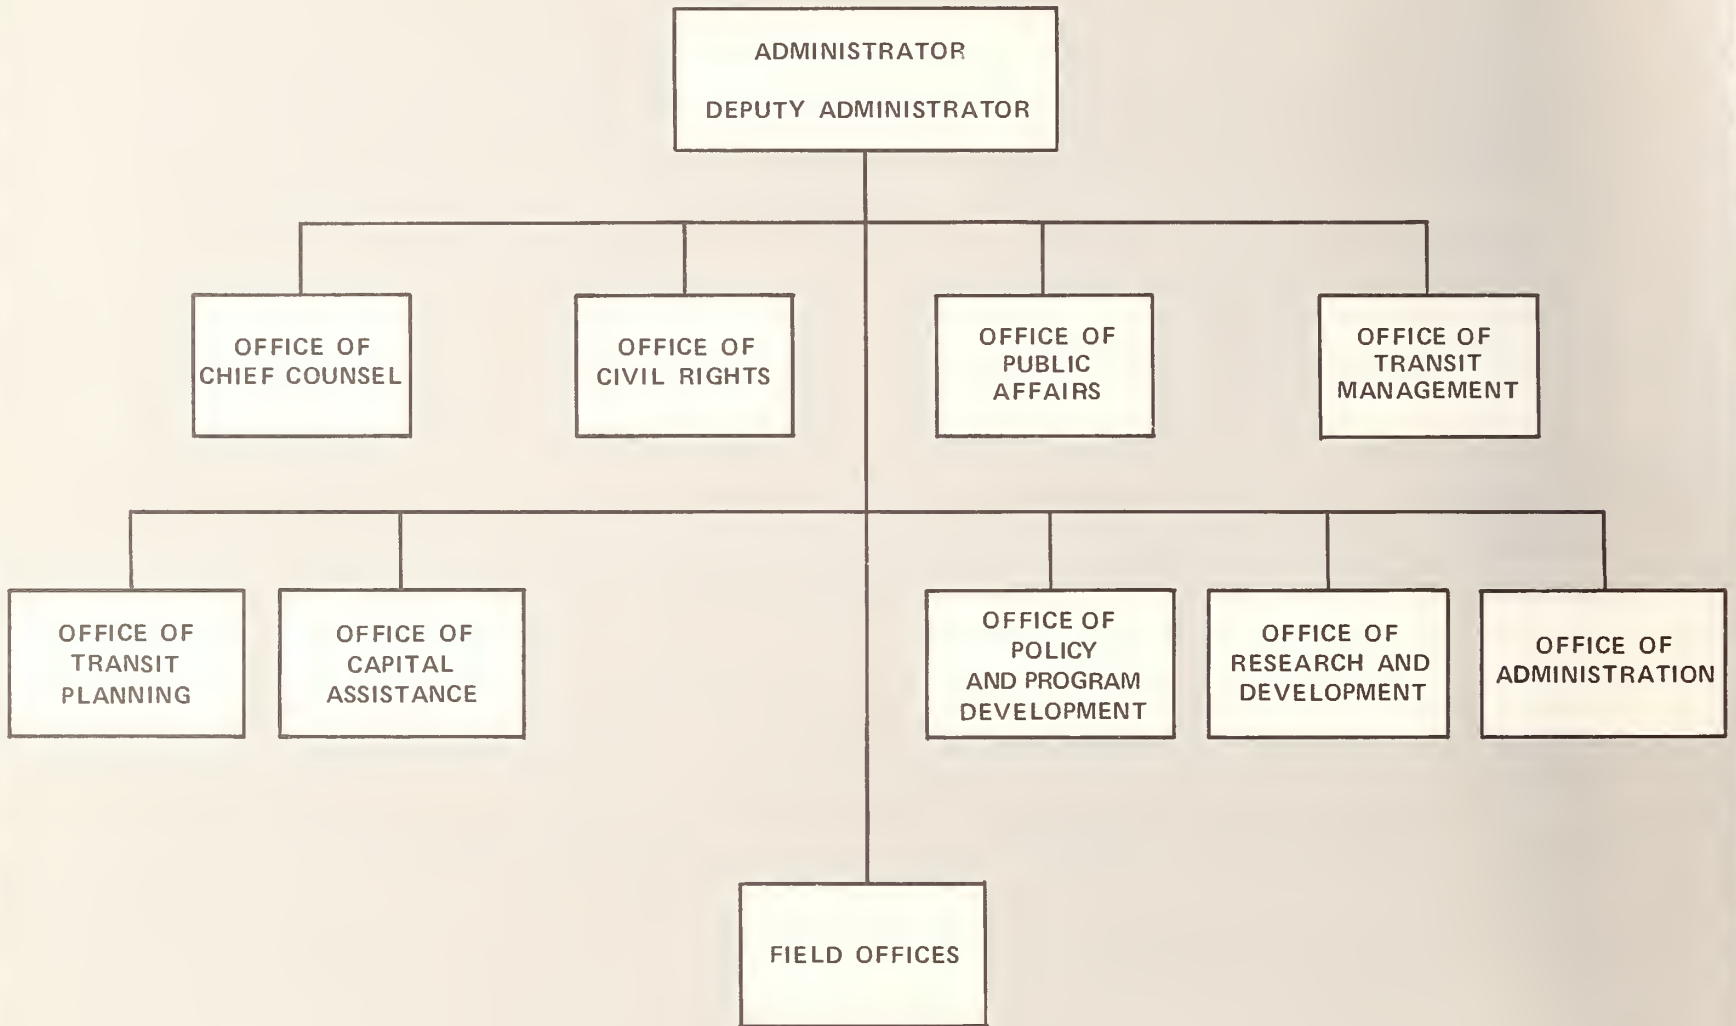 ADMINISTRATOR
DEPUTY ADMINISTRATOR
OFFICE OF
CHIEF COUNSEL
OFFICE OF
CIVIL RIGHTS
OFFICE OF
PUBLIC
AFFAIRS
OFFICE OF
TRANSIT
MANAGEMENT
OFFICE OF
TRANSIT
PLANNING
OFFICE OF
CAPITAL
ASSISTANCE
OFFICE OF
POLICY
AND PROGRAM
DEVELOPMENT
OFFICE OF
RESEARCH AND
DEVELOPMENT
OFFICE OF
ADMINISTRATION
FIELD OFFICES